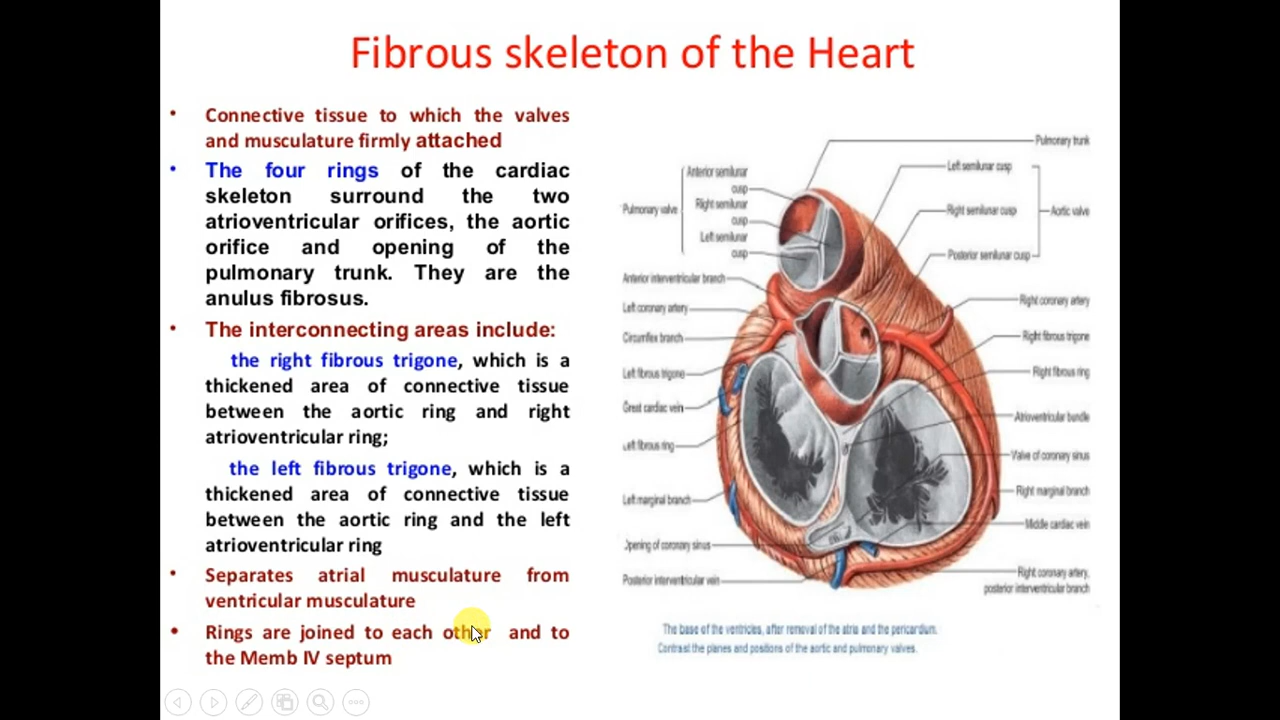 Fibrous skeleton of the Heart
• Connective tissue to which the valves
and musculature firmly attached
• The four rings of the cardiac
skeleton surround the two
atrioventricular orifices, the aortic
orifice and opening of the
pulmonary trunk. They are the
anulus fibrosus.
• The interconnecting areas include:
the right fibrous trigone, which is a
thickened area of connective tissue
between the aortic ring and right
atrioventricular ring;
the left fibrous trigone, which is a
thickened area of connective tissue
between the aortic ring and the left
atrioventricular ring
• Separates atrial musculature from
ventricular musculature
• Rings are joined to each other and to
the Memb IV septum
Pulmonary valve
Anterior semilunar
cusp
Right semilunar
cusp
Left semilunar
cusp
Anterior interventricular branch
Left coronary artery
Circumflex branch
Left fibrous trigone
Great cardiac vein
Left fibrous ring
Left marginal branch
Opening of coronary sinus
Posterior interventricular vein
Pulmonary trunk
Left semilunar cusp
Right semilunar cusp
Aortic valve
Posterior semilunar cusp
Right coronary artery
Right fibrous trigone
Right fibrous ring
Atrioventricular bundle
Valve of coronary sinus
Right marginal branch
Middle cardiac vein
Right coronary artery,
posterior interventricular branch
The base of the ventricles, after removal of the atria and the pericardium.
Contrast the planes and positions of the aortic and pulmonary valves.